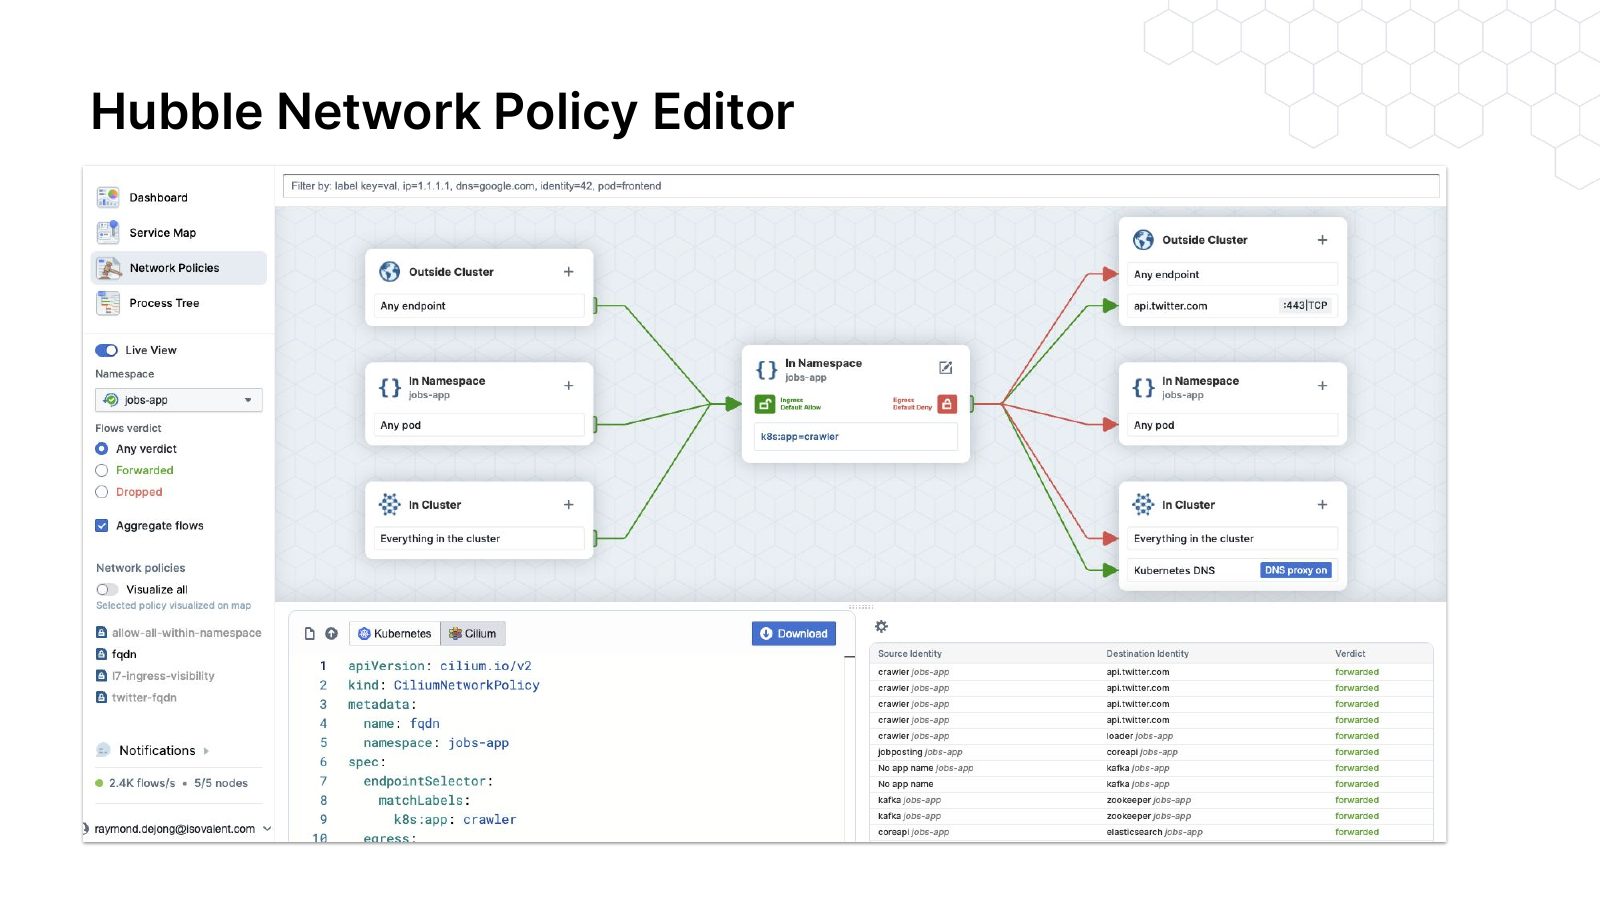 Hubble Network Policy Editor
Dashboard
Service Map
Network Policies
Process Tree
Live View
Namespace
jobs-app
Flows verdict
Any verdict
Forwarded
Dropped
Aggregate flows
Network policies
Visualize all
Selected policy visualized on map
allow-all-within-namespace
fqdn
l7-ingress-visibility
twitter-fqdn
Notifications
2.4K flows/s • 5/5 nodes
raymond.dejong@isovalent.com
Filter by: label key=val, ip=1.1.1.1, dns=google.com, identity=42, pod=frontend
Outside Cluster
Any endpoint
In Namespace
jobs-app
Any pod
In Cluster
Everything in the cluster
In Namespace
jobs-app
Ingress
Default Allow
Egress
Default Deny
k8s:app=crawler
Outside Cluster
Any endpoint
api.twitter.com :443|TCP
In Namespace
jobs-app
Any pod
In Cluster
Everything in the cluster
Kubernetes DNS DNS proxy on
Kubernetes Cilium Download
1 apiVersion: cilium.io/v2
2 kind: CiliumNetworkPolicy
3 metadata:
4 name: fqdn
5 namespace: jobs-app
6 spec:
7 endpointSelector:
8 matchLabels:
9 k8s:app: crawler
10 egress:
Source Identity Destination Identity Verdict
crawler jobs-app api.twitter.com forwarded
crawler jobs-app api.twitter.com forwarded
crawler jobs-app api.twitter.com forwarded
crawler jobs-app api.twitter.com forwarded
crawler jobs-app loader jobs-app forwarded
jobposting jobs-app coreapi jobs-app forwarded
No app name jobs-app kafka jobs-app forwarded
No app name kafka jobs-app forwarded
kafka jobs-app zookeeper jobs-app forwarded
kafka jobs-app zookeeper jobs-app forwarded
coreapi jobs-app elasticsearch jobs-app forwarded